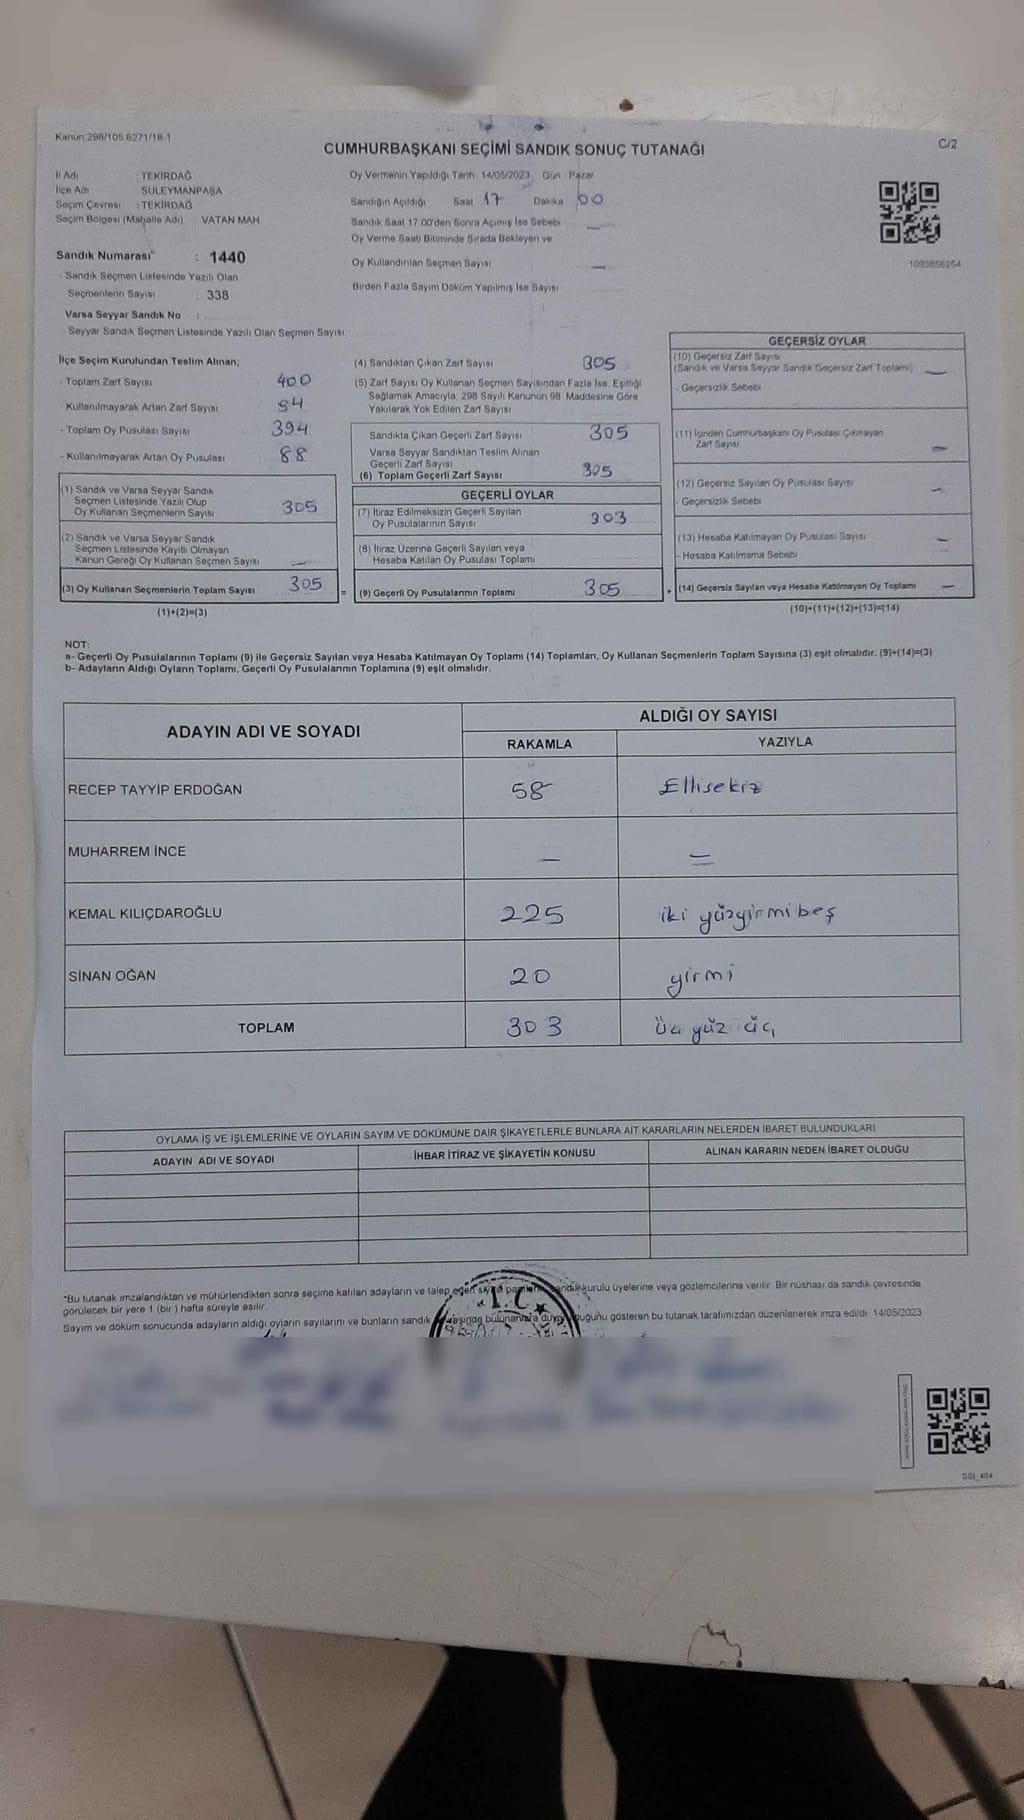 Kanun 298/105 6271/18-1
C/2
CUMHURBAŞKANI SEÇİMİ SANDIK SONUÇ TUTANAĞI
İl Adı : TEKİRDAĞ
İlçe Adı SÜLEYMANPAŞA
Seçim Çevresi : TEKİRDAĞ
Seçim Bölgesi (Mahalle Adı) VATAN MAH.
Oy Vermenin Yapıldığı Tarih 14/05/2023 Gün : Pazar
Sandığın Açıldığı Saat 17 Dakika 00
Sandık Saat 17:00'den Sonra Açımış İse Sebebi —
Oy Verme Saati Bitiminde Sırada Bekleyen ve
Oy Kullandırılan Seçmen Sayısı —
Birden Fazla Sayım Döküm Yapılmış İse Sayısı
1093856254
Sandık Numarası : 1440
- Sandık Seçmen Listesinde Yazılı Olan
Seçmenlerin Sayısı : 338
Varsa Seyyar Sandık No :
- Seyyar Sandık Seçmen Listesinde Yazılı Olan Seçmen Sayısı:
İlçe Seçim Kurulundan Teslim Alınan;
- Toplam Zarf Sayısı 400
- Kullanılmayarak Artan Zarf Sayısı 94
- Toplam Oy Pusulası Sayısı 394
- Kullanılmayarak Artan Oy Pusulası 88
(1) Sandık ve Varsa Seyyar Sandık
Seçmen Listesinde Yazılı Olup
Oy Kullanan Seçmenlerin Sayısı 305
(2) Sandık ve Varsa Seyyar Sandık
Seçmen Listesinde Kayıtlı Olmayan
Kanun Gereği Oy Kullanan Seçmen Sayısı —
(3) Oy Kullanan Seçmenlerin Toplam Sayısı 305 =
(1)+(2)=(3)
(4) Sandıktan Çıkan Zarf Sayısı 305
(5) Zarf Sayısı Oy Kullanan Seçmen Sayısından Fazla İse, Eşitliği
Sağlamak Amacıyla, 298 Sayılı Kanunun 98. Maddesine Göre
Yakılarak Yok Edilen Zarf Sayısı
Sandıkta Çıkan Geçerli Zarf Sayısı 305
Varsa Seyyar Sandıktan Teslim Alınan
Geçerli Zarf Sayısı
(6) Toplam Geçerli Zarf Sayısı 305
GEÇERLİ OYLAR
(7) İtiraz Edilmeksizin Geçerli Sayılan
Oy Pusulalarının Sayısı 303
(8) İtiraz Üzerine Geçerli Sayılan veya
Hesaba Katılan Oy Pusulası Toplamı
(9) Geçerli Oy Pusulalarının Toplamı 305 +
GEÇERSİZ OYLAR
(10) Geçersiz Zarf Sayısı
(Sandık ve Varsa Seyyar Sandık Geçersiz Zarf Toplamı) —
- Geçersizlik Sebebi
(11) İçinden Cumhurbaşkanı Oy Pusulası Çıkmayan
Zarf Sayısı —
(12) Geçersiz Sayılan Oy Pusulası Sayısı —
- Geçersizlik Sebebi
(13) Hesaba Katılmayan Oy Pusulası Sayısı —
- Hesaba Katılmama Sebebi —
(14) Geçersiz Sayılan veya Hesaba Katılmayan Oy Toplamı —
(10)+(11)+(12)+(13)=(14)
NOT:
a- Geçerli Oy Pusulalarının Toplamı (9) ile Geçersiz Sayılan veya Hesaba Katılmayan Oy Toplamı (14) Toplamları, Oy Kullanan Seçmenlerin Toplam Sayısına (3) eşit olmalıdır. (9)+(14)=(3)
b- Adayların Aldığı Oyların Toplamı, Geçerli Oy Pusulalarının Toplamına (9) eşit olmalıdır.
ADAYIN ADI VE SOYADI
ALDIĞI OY SAYISI
RAKAMLA YAZIYLA
RECEP TAYYİP ERDOĞAN 58 Ellisekiz
MUHARREM İNCE — =
KEMAL KILIÇDAROĞLU 225 iki yüzyirmibeş
SİNAN OĞAN 20 yirmi
TOPLAM 303 üç yüz üç
OYLAMA İŞ VE İŞLEMLERİNE VE OYLARIN SAYIM VE DÖKÜMÜNE DAİR ŞİKAYETLERLE BUNLARA AİT KARARLARIN NELERDEN İBARET BULUNDUKLARI
ADAYIN ADI VE SOYADI
İHBAR İTİRAZ VE ŞİKAYETİN KONUSU
ALINAN KARARIN NEDEN İBARET OLDUĞU
*Bu tutanak imzalandıktan ve mühürlendikten sonra seçime katılan adayların ve talep eden siyasi partilerin sandık kurulu üyelerine veya gözlemcilerine verilir. Bir nüshası da sandık çevresinde
görülecek bir yere 1 (bir ) hafta süreyle asılır.
Sayım ve döküm sonucunda adayların aldığı oyların sayılarını ve bunların sandık çevresinde bulunanlara duyurulduğunu gösteren bu tutanak tarafımızdan düzenlenerek imza edildi. 14/05/2023
T.C.
SSI_404